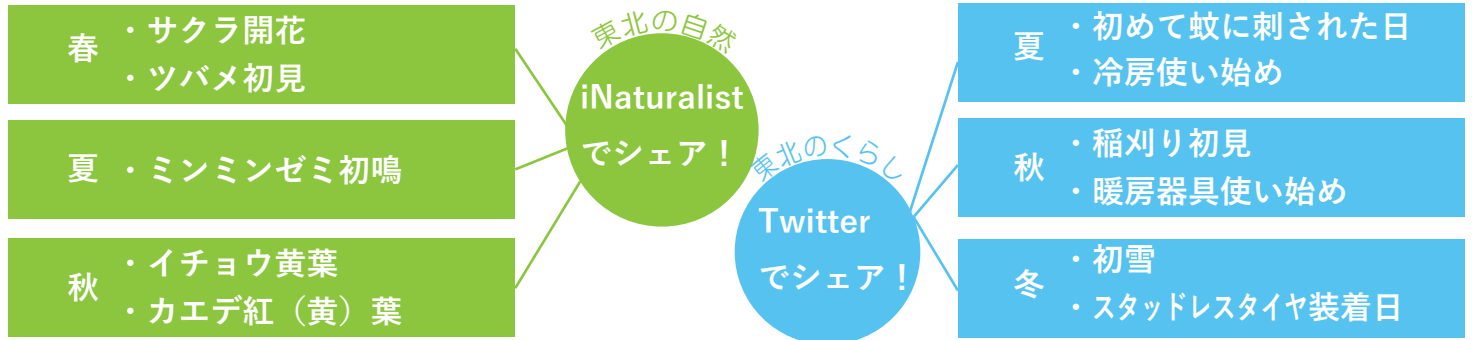 春
・サクラ開花
・ツバメ初見
夏
・ミンミンゼミ初鳴
秋
・イチョウ黄葉
・カエデ紅（黄）葉
東北の自然
iNaturalist
でシェア！
東北のくらし
Twitter
でシェア！
夏
・初めて蚊に刺された日
・冷房使い始め
秋
・稲刈り初見
・暖房器具使い始め
冬
・初雪
・スタッドレスタイヤ装着日